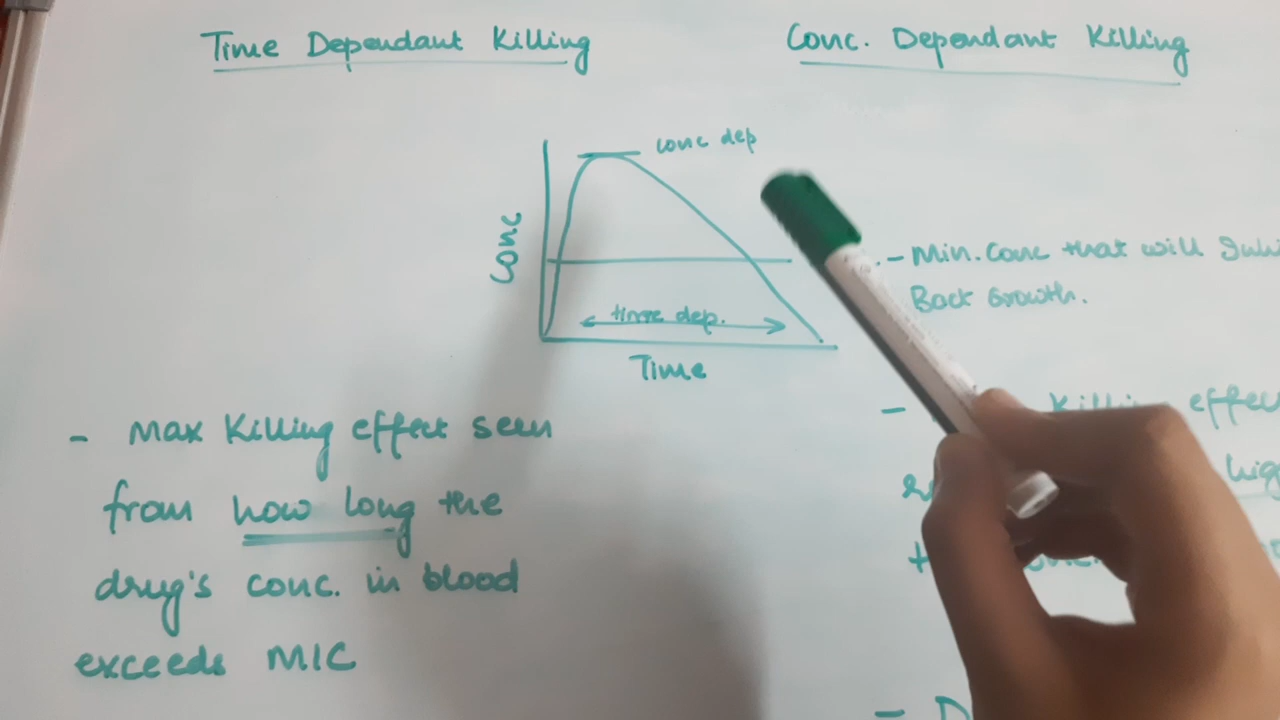 Time Dependant Killing
Conc. Dependant Killing
conc dep
Conc
time dep.
Time
- Min. Conc that will
Bact Growth.
- Max Killing effect seen
from how long the
drug's conc. in blood
exceeds MIC
- effect
- D